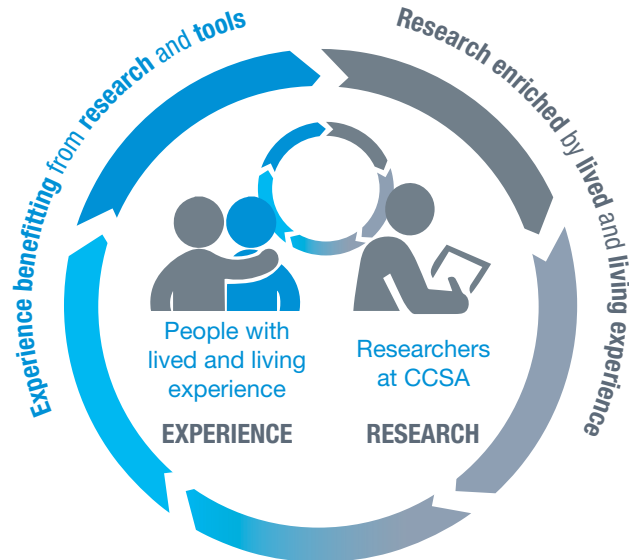 Experience benefitting from research and tools
Research enriched by lived and living experience
People with
lived and living
experience
EXPERIENCE
Researchers
at CCSA
RESEARCH